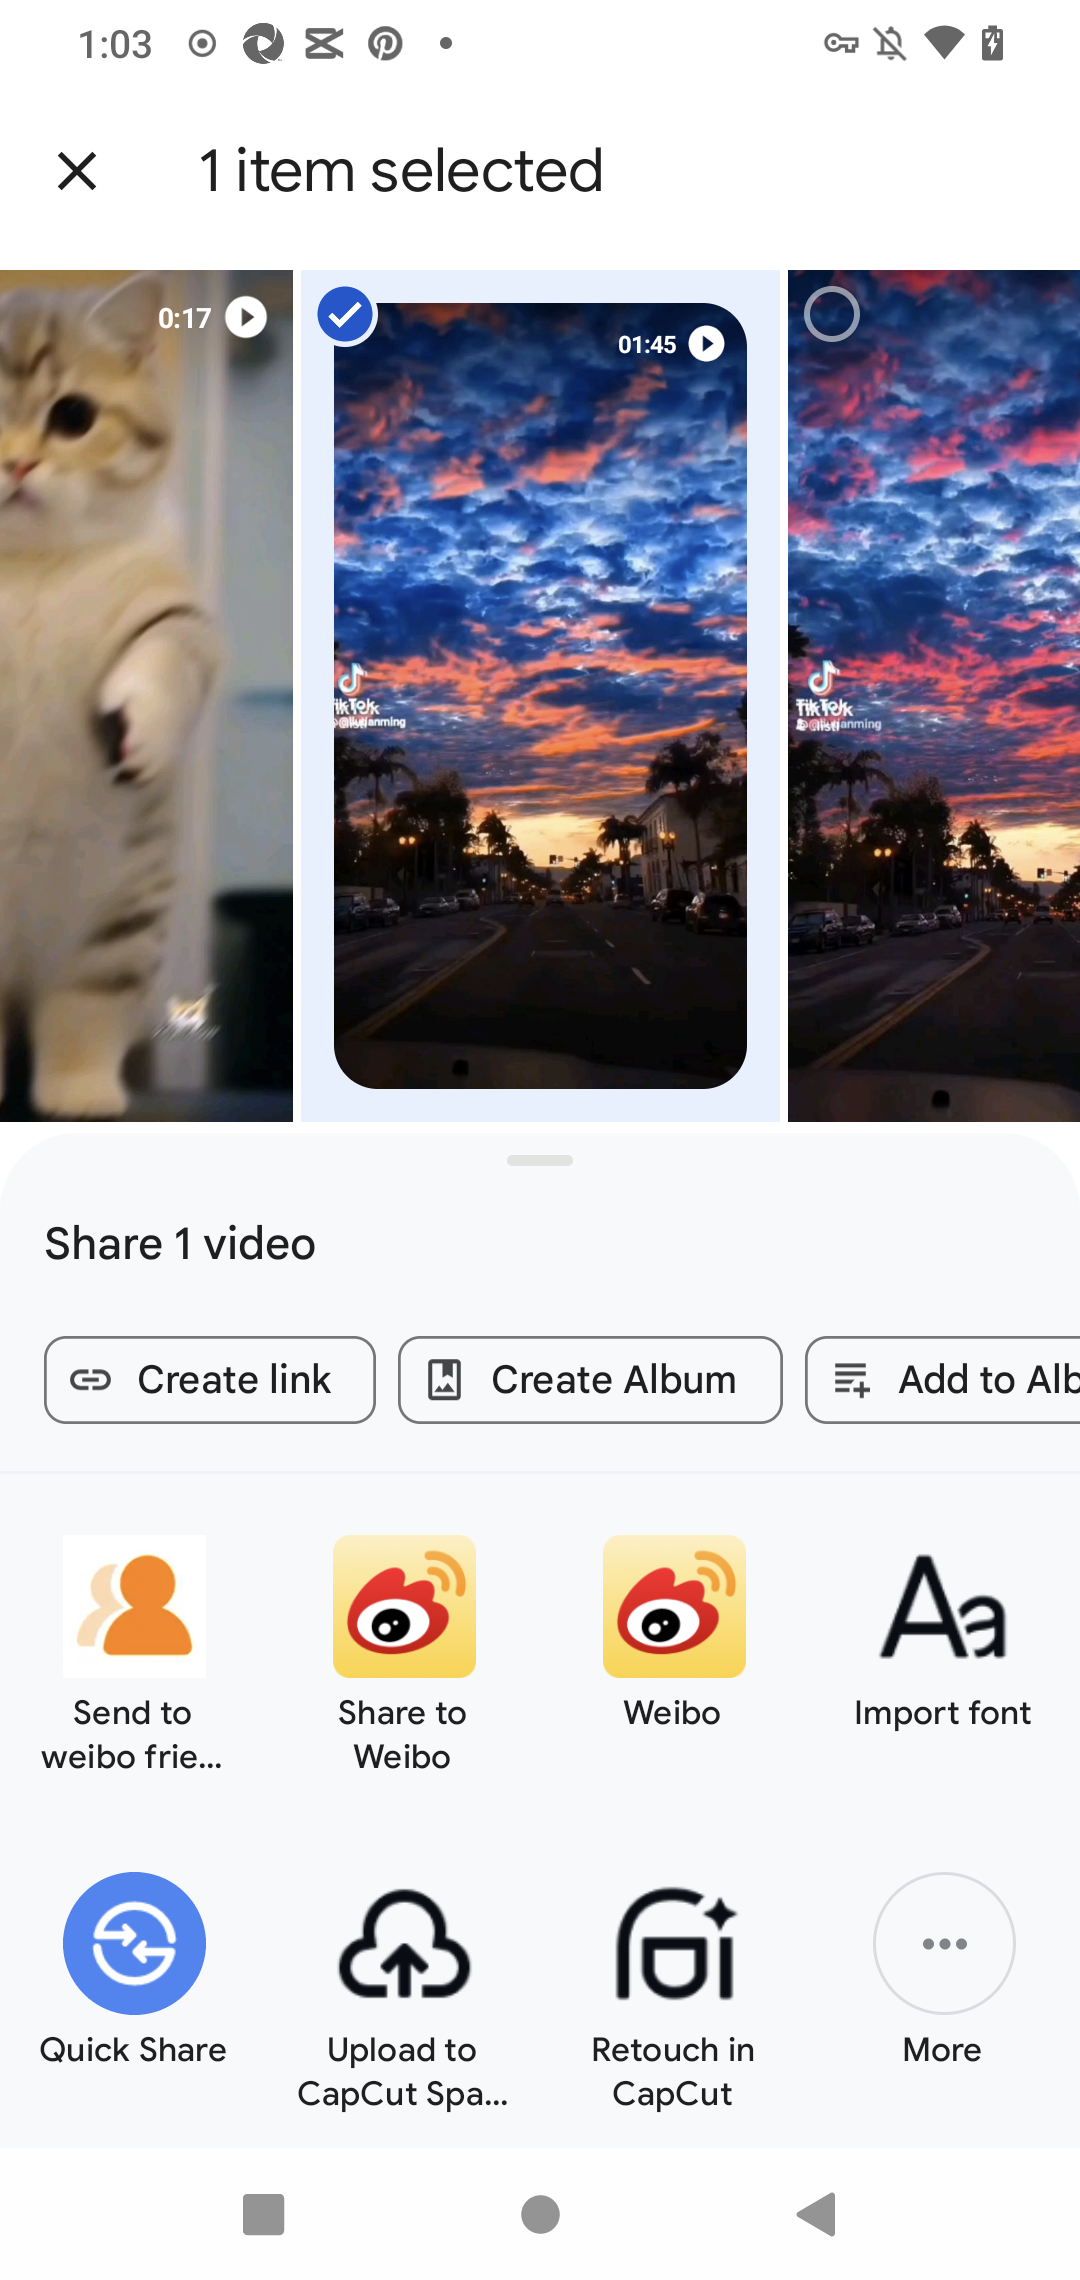 1:03
1 item selected
0:17
01:45
TikTok
TikTok
Share 1 video
Create link
Create Album
Add to Alb
Send to
weibo frie...
Share to
Weibo
Weibo
Import font
Quick Share
Upload to
CapCut Spa...
Retouch in
CapCut
More